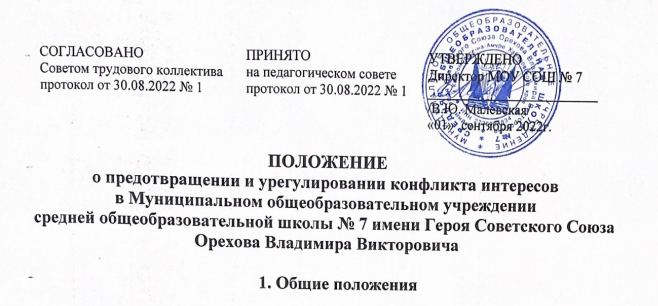 СОГЛАСОВАНО
Советом трудового коллектива
протокол от 30.08.2022 № 1
ПРИНЯТО
на педагогическом совете
протокол от 30.08.2022 № 1
УТВЕРЖДЕНО
Директор МОУ СОШ № 7
/В.Ю. Малевская/
«01» сентября 2022г.
ПОЛОЖЕНИЕ
о предотвращении и урегулировании конфликта интересов
в Муниципальном общеобразовательном учреждении
средней общеобразовательной школы № 7 имени Героя Советского Союза
Орехова Владимира Викторовича
1. Общие положения